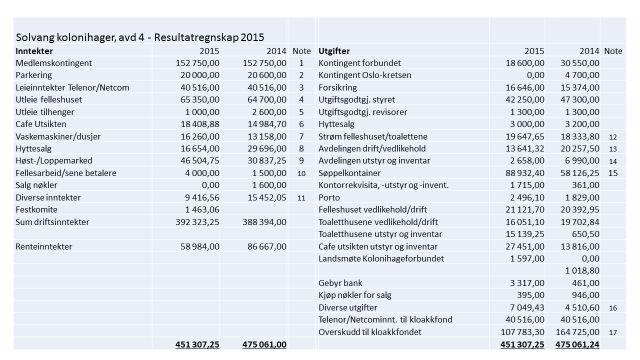 Solvang kolonihager, avd 4 - Resultatregnskap 2015
Inntekter 2015 2014 Note Utgifter 2015 2014 Note
Medlemskontingent 152 750,00 152 750,00 1 Kontingent forbundet 18 600,00 30 550,00
Parkering 20 000,00 20 600,00 2 Kontingent Oslo-kretsen 0,00 4 700,00
Leieinntekter Telenor/Netcom 40 516,00 40 516,00 3 Forsikring 16 646,00 15 374,00
Utleie felleshuset 65 350,00 64 700,00 4 Utgiftsgodtgj. styret 42 250,00 47 300,00
Utleie tilhenger 1 000,00 2 600,00 5 Utgiftsgodtgj. revisorer 1 300,00 1 300,00
Cafe Utsikten 18 408,88 14 984,70 6 Hyttesalg 3 000,00 3 200,00
Vaskemaskiner/dusjer 16 260,00 13 158,00 7 Strøm felleshuset/toalettene 19 647,65 18 333,80 12
Hyttesalg 16 654,00 29 696,00 8 Avdelingen drift/vedlikehold 13 641,32 20 257,50 13
Høst-/Loppemarked 46 504,75 30 837,25 9 Avdelingen utstyr og inventar 2 658,00 6 990,00 14
Fellesarbeid/sene betalere 4 000,00 1 500,00 10 Søppelkontainer 88 932,40 58 126,25 15
Salg nøkler 0,00 1 600,00 Kontorrekvisita, -utstyr og -invent. 1 715,00 361,00
Diverse inntekter 9 416,56 15 452,05 11 Porto 2 496,10 1 829,00
Festkomite 1 463,06 Felleshuset vedlikehold/drift 21 121,70 20 392,95
Sum driftsinntekter 392 323,25 388 394,00 Toaletthusene vedlikehold/drift 16 051,10 19 702,84
Toaletthusene utstyr og inventar 15 139,25 650,50
Renteinntekter 58 984,00 86 667,00 Cafe utsikten utstyr og inventar 27 451,00 13 816,00
Landsmøte Kolonihageforbundet 1 597,00 0,00
1 018,80
Gebyr bank 3 317,00 461,00
Kjøp nøkler for salg 395,00 946,00
Diverse utgifter 7 049,43 4 510,60 16
Telenor/Netcominnt. til kloakkfond 40 516,00 40 516,00
Overskudd til kloakkfondet 107 783,30 164 725,00 17
451 307,25 475 061,00 451 307,25 475 061,24